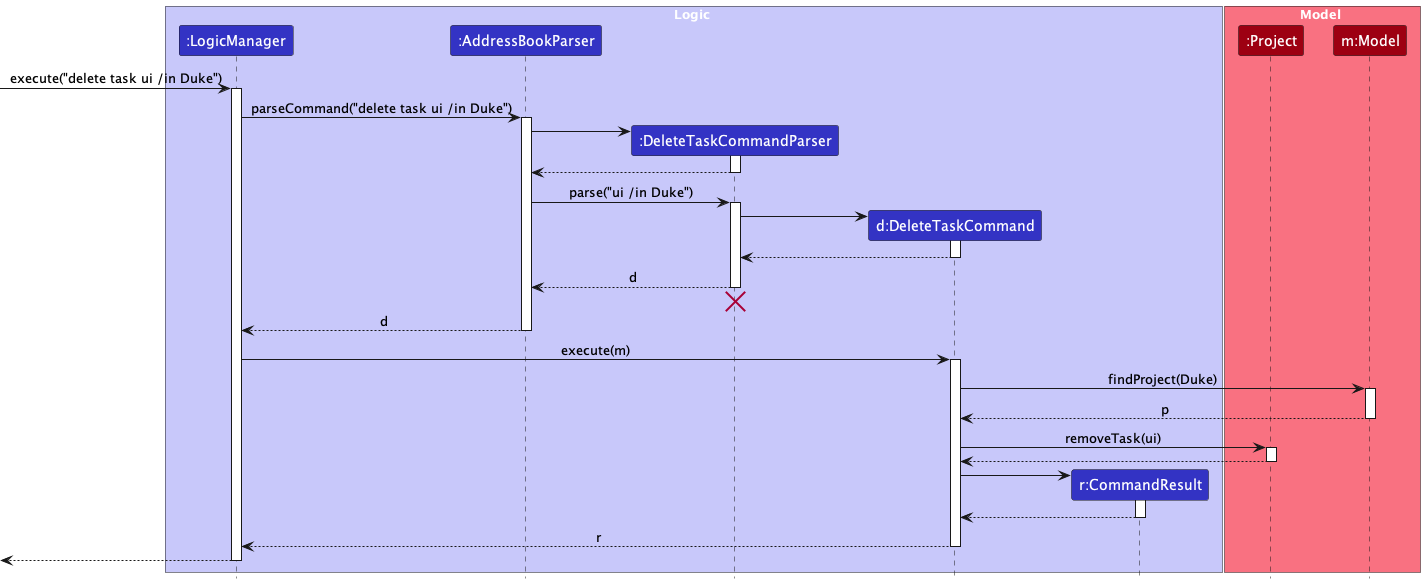 Logic
Model
:LogicManager
:AddressBookParser
:Project
m:Model
execute("delete task ui /in Duke")
parseCommand("delete task ui /in Duke")
:DeleteTaskCommandParser
parse("ui /in Duke")
d:DeleteTaskCommand
d
d
execute(m)
findProject(Duke)
p
removeTask(ui)
r:CommandResult
r